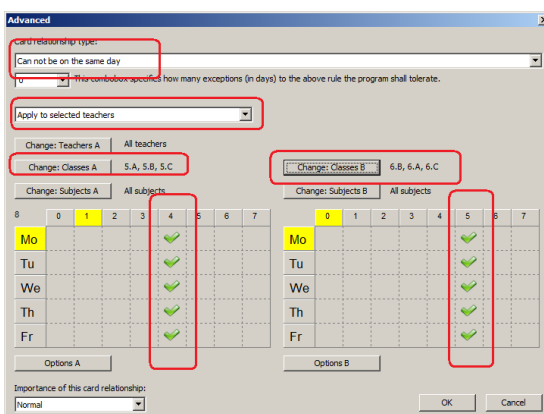 Advanced
Card relationship type:
Can not be on the same day
0 This combobox specifies how many exceptions (in days) to the above rule the program shall tolerate.
Apply to selected teachers
Change: Teachers A All teachers
Change: Classes A 5.A, 5.B, 5.C Change: Classes B 6.B, 6.A, 6.C
Change: Subjects A All subjects Change: Subjects B All subjects
8 0 1 2 3 4 5 6 7 0 1 2 3 4 5 6 7
Mo Mo
Tu Tu
We We
Th Th
Fr Fr
Options A Options B
Importance of this card relationship:
Normal OK Cancel